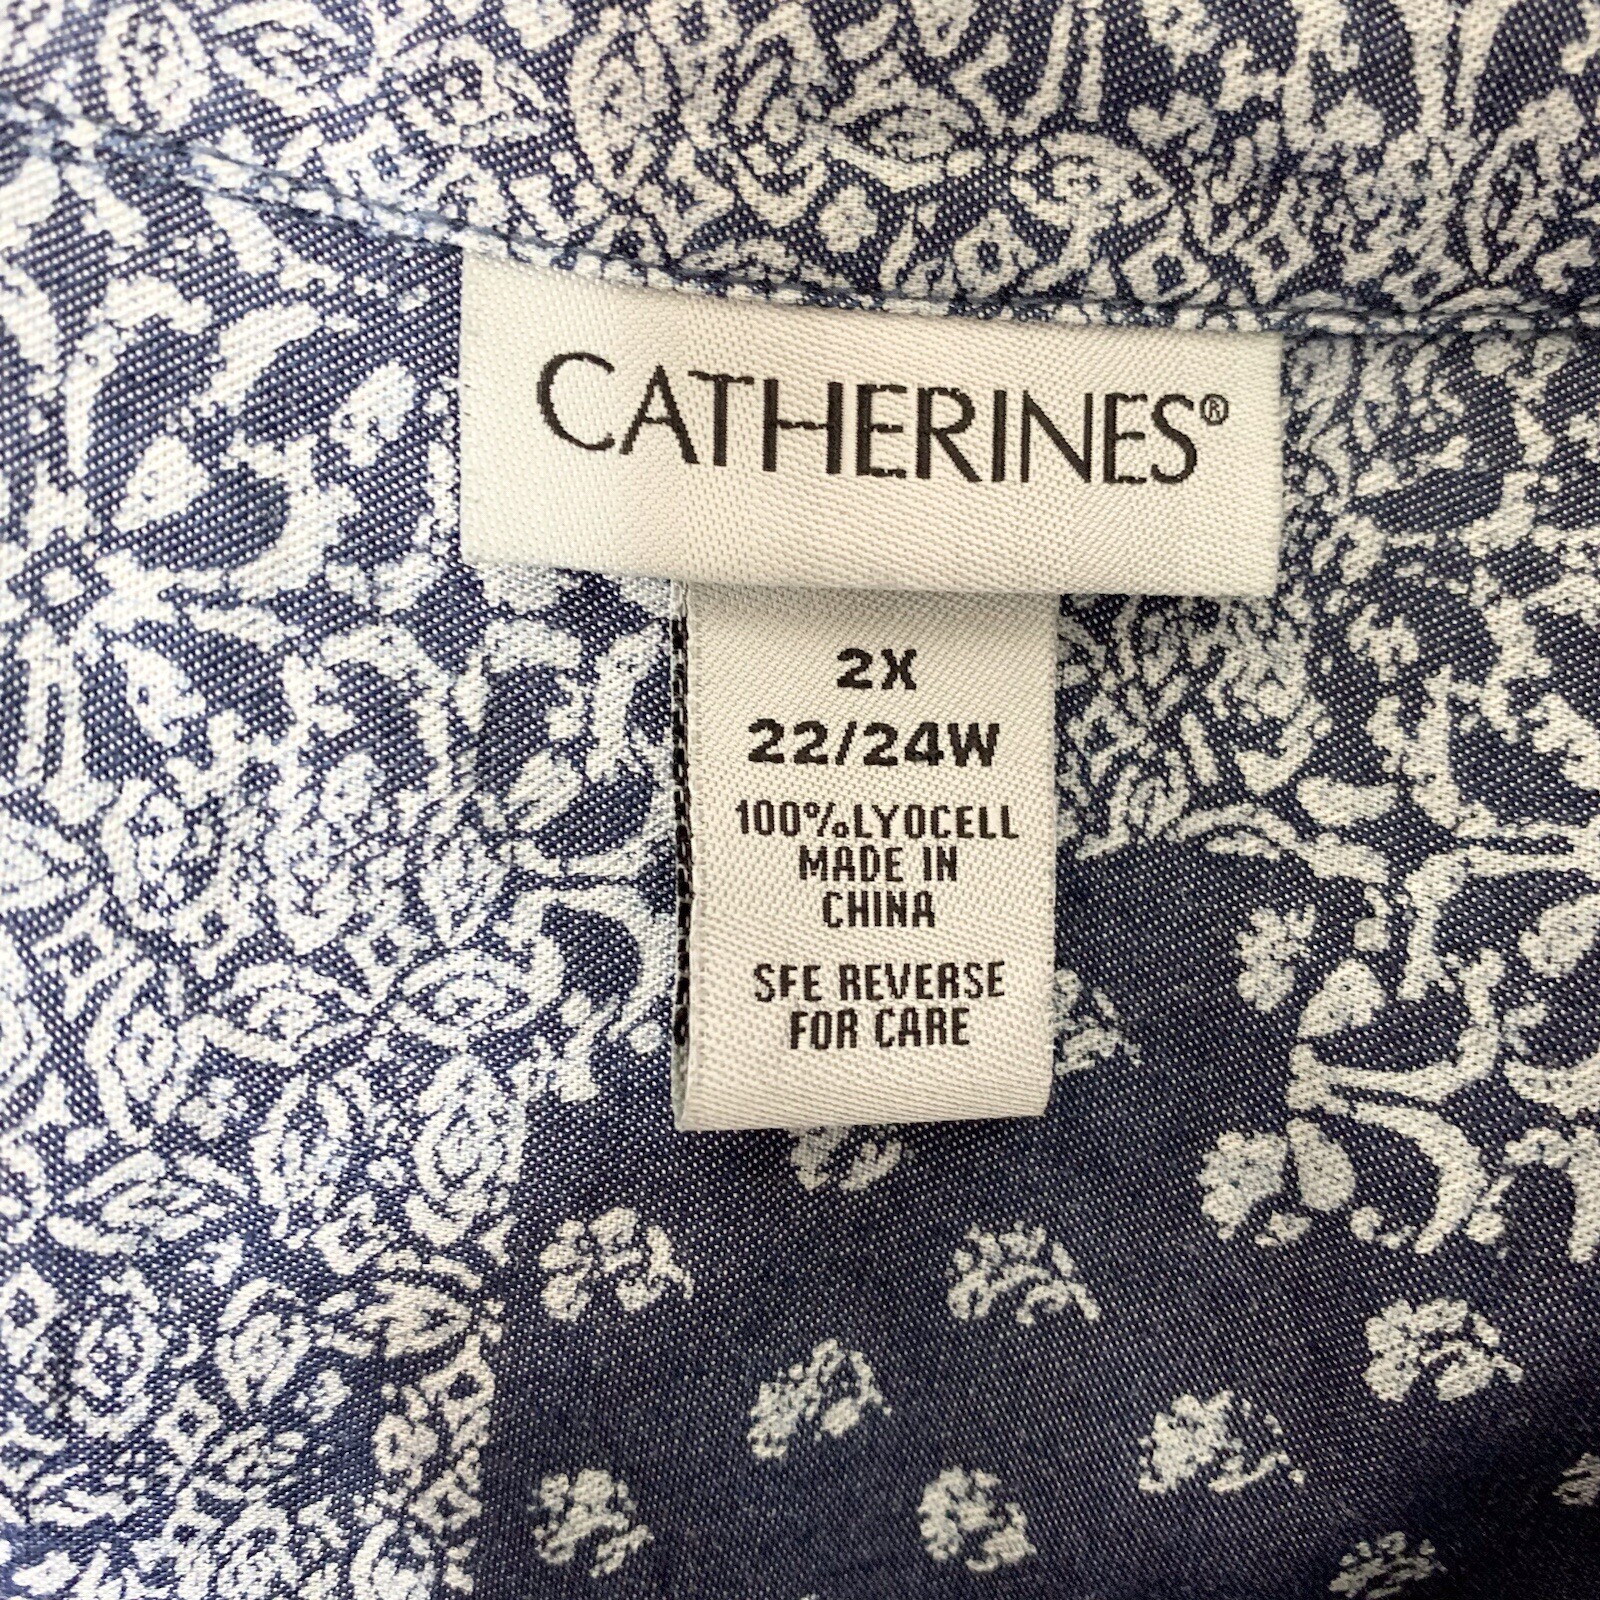 CATHERINES®
2X
22/24W
100%LYOCELL
MADE IN
CHINA
SFE REVERSE
FOR CARE